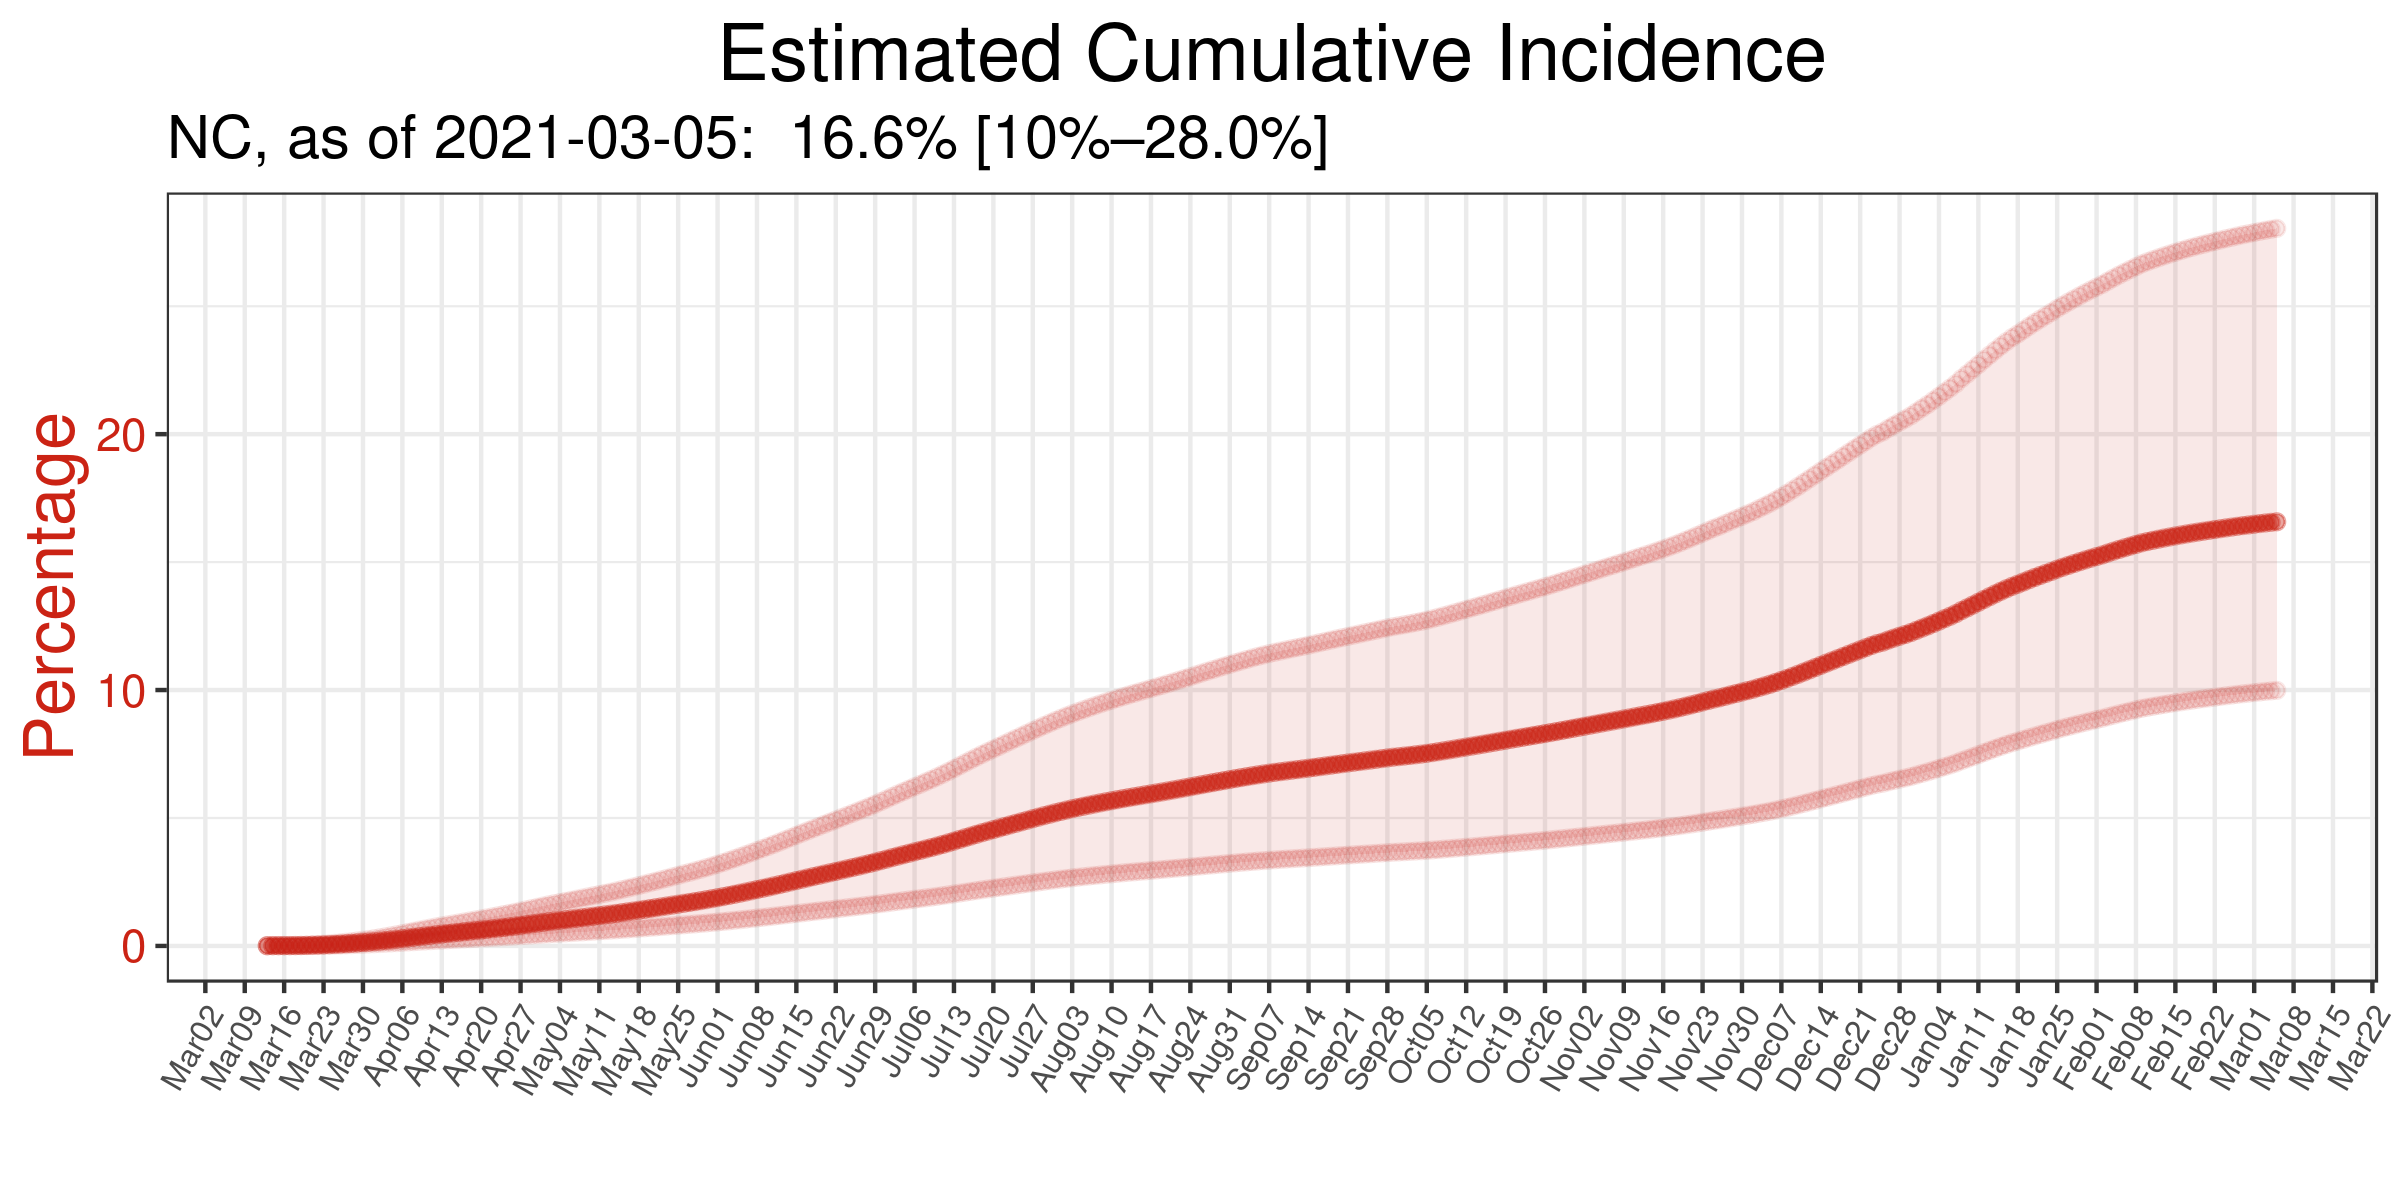 Estimated Cumulative Incidence
NC, as of 2021-03-05:  16.6% [10%–28.0%]
Percentage
20
10
0
Mar02
Mar09
Mar16
Mar23
Mar30
Apr06
Apr13
Apr20
Apr27
May04
May11
May18
May25
Jun01
Jun08
Jun15
Jun22
Jun29
Jul06
Jul13
Jul20
Jul27
Aug03
Aug10
Aug17
Aug24
Aug31
Sep07
Sep14
Sep21
Sep28
Oct05
Oct12
Oct19
Oct26
Nov02
Nov09
Nov16
Nov23
Nov30
Dec07
Dec14
Dec21
Dec28
Jan04
Jan11
Jan18
Jan25
Feb01
Feb08
Feb15
Feb22
Mar01
Mar08
Mar15
Mar22